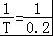 1/T = 1/0.2